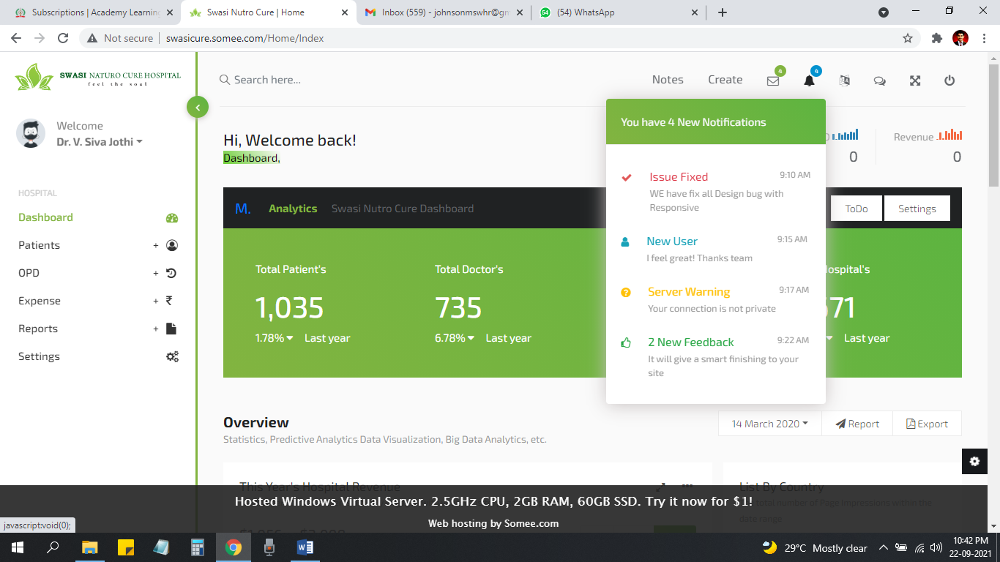 Subscriptions | Academy Learning
Swasi Nutro Cure | Home
Inbox (559) - johnsonmswhr@gm
54
(54) WhatsApp
Not secure
swasicure.somee.com/Home/Index
SWASI NATURO CURE HOSPITAL
feel the soul
Search here...
Notes
Create
4
4
Welcome
Dr. V. Siva Jothi
Hi, Welcome back!
Dashboard,
You have 4 New Notifications
0
Revenue
0
HOSPITAL
Dashboard
Patients +
OPD +
Expense + ₹
Reports +
Settings
M. Analytics Swasi Nutro Cure Dashboard
ToDo
Settings
Issue Fixed 9:10 AM
WE have fix all Design bug with
Responsive
New User 9:15 AM
I feel great! Thanks team
Server Warning 9:17 AM
Your connection is not private
2 New Feedback 9:22 AM
It will give a smart finishing to your
site
Total Patient's
1,035
1.78% Last year
Total Doctor's
735
6.78% Last year
ospital's
71
Last year
Overview
Statistics, Predictive Analytics Data Visualization, Big Data Analytics, etc.
14 March 2020
Report
Export
This Year's Hospital Revenue
List By Country
total number of Page Impressions within the
date range
Hosted Windows Virtual Server. 2.5GHz CPU, 2GB RAM, 60GB SSD. Try it now for $1!
Web hosting by Somee.com
javascript:void(0);
29°C Mostly clear
10:42 PM
22-09-2021